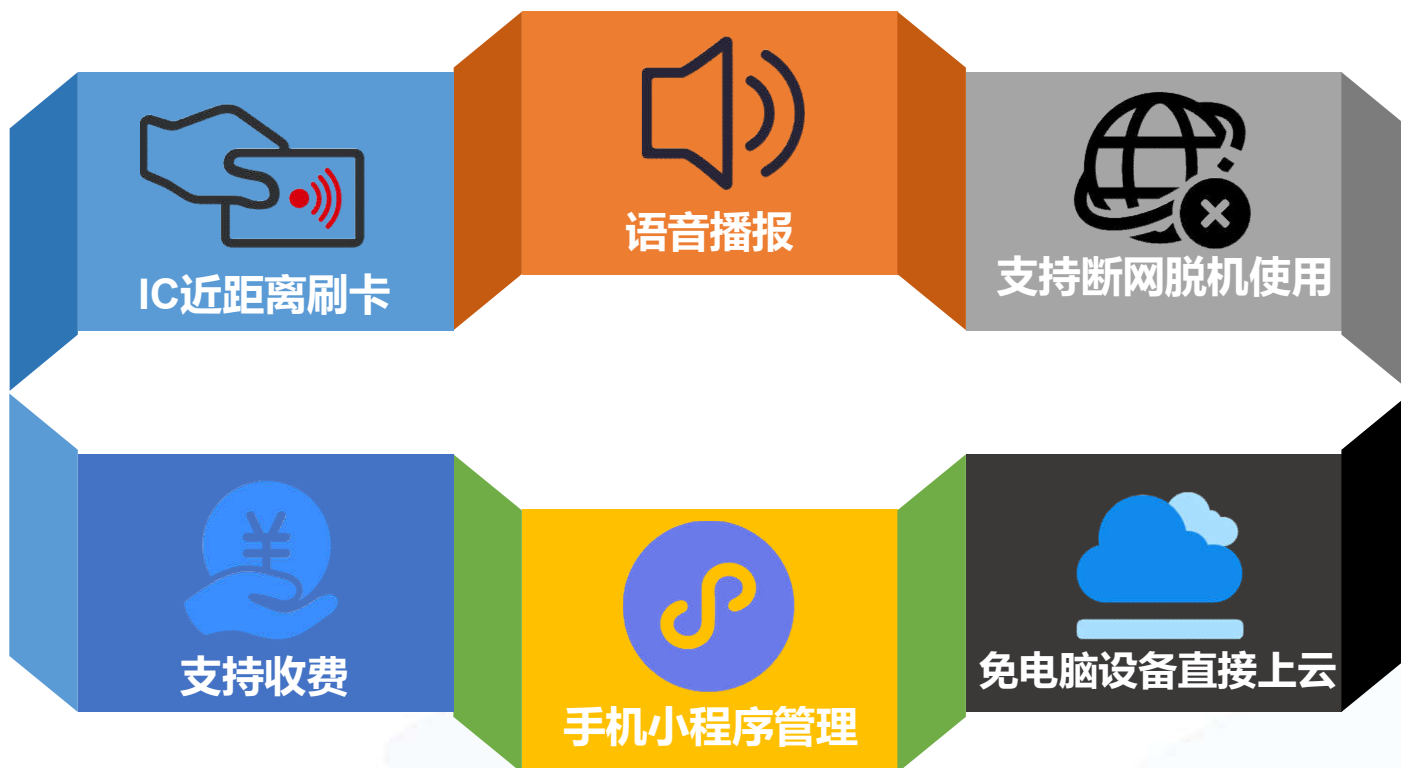 语音播报
IC近距离刷卡
支持断网脱机使用
支持收费
手机小程序管理
免电脑设备直接上云